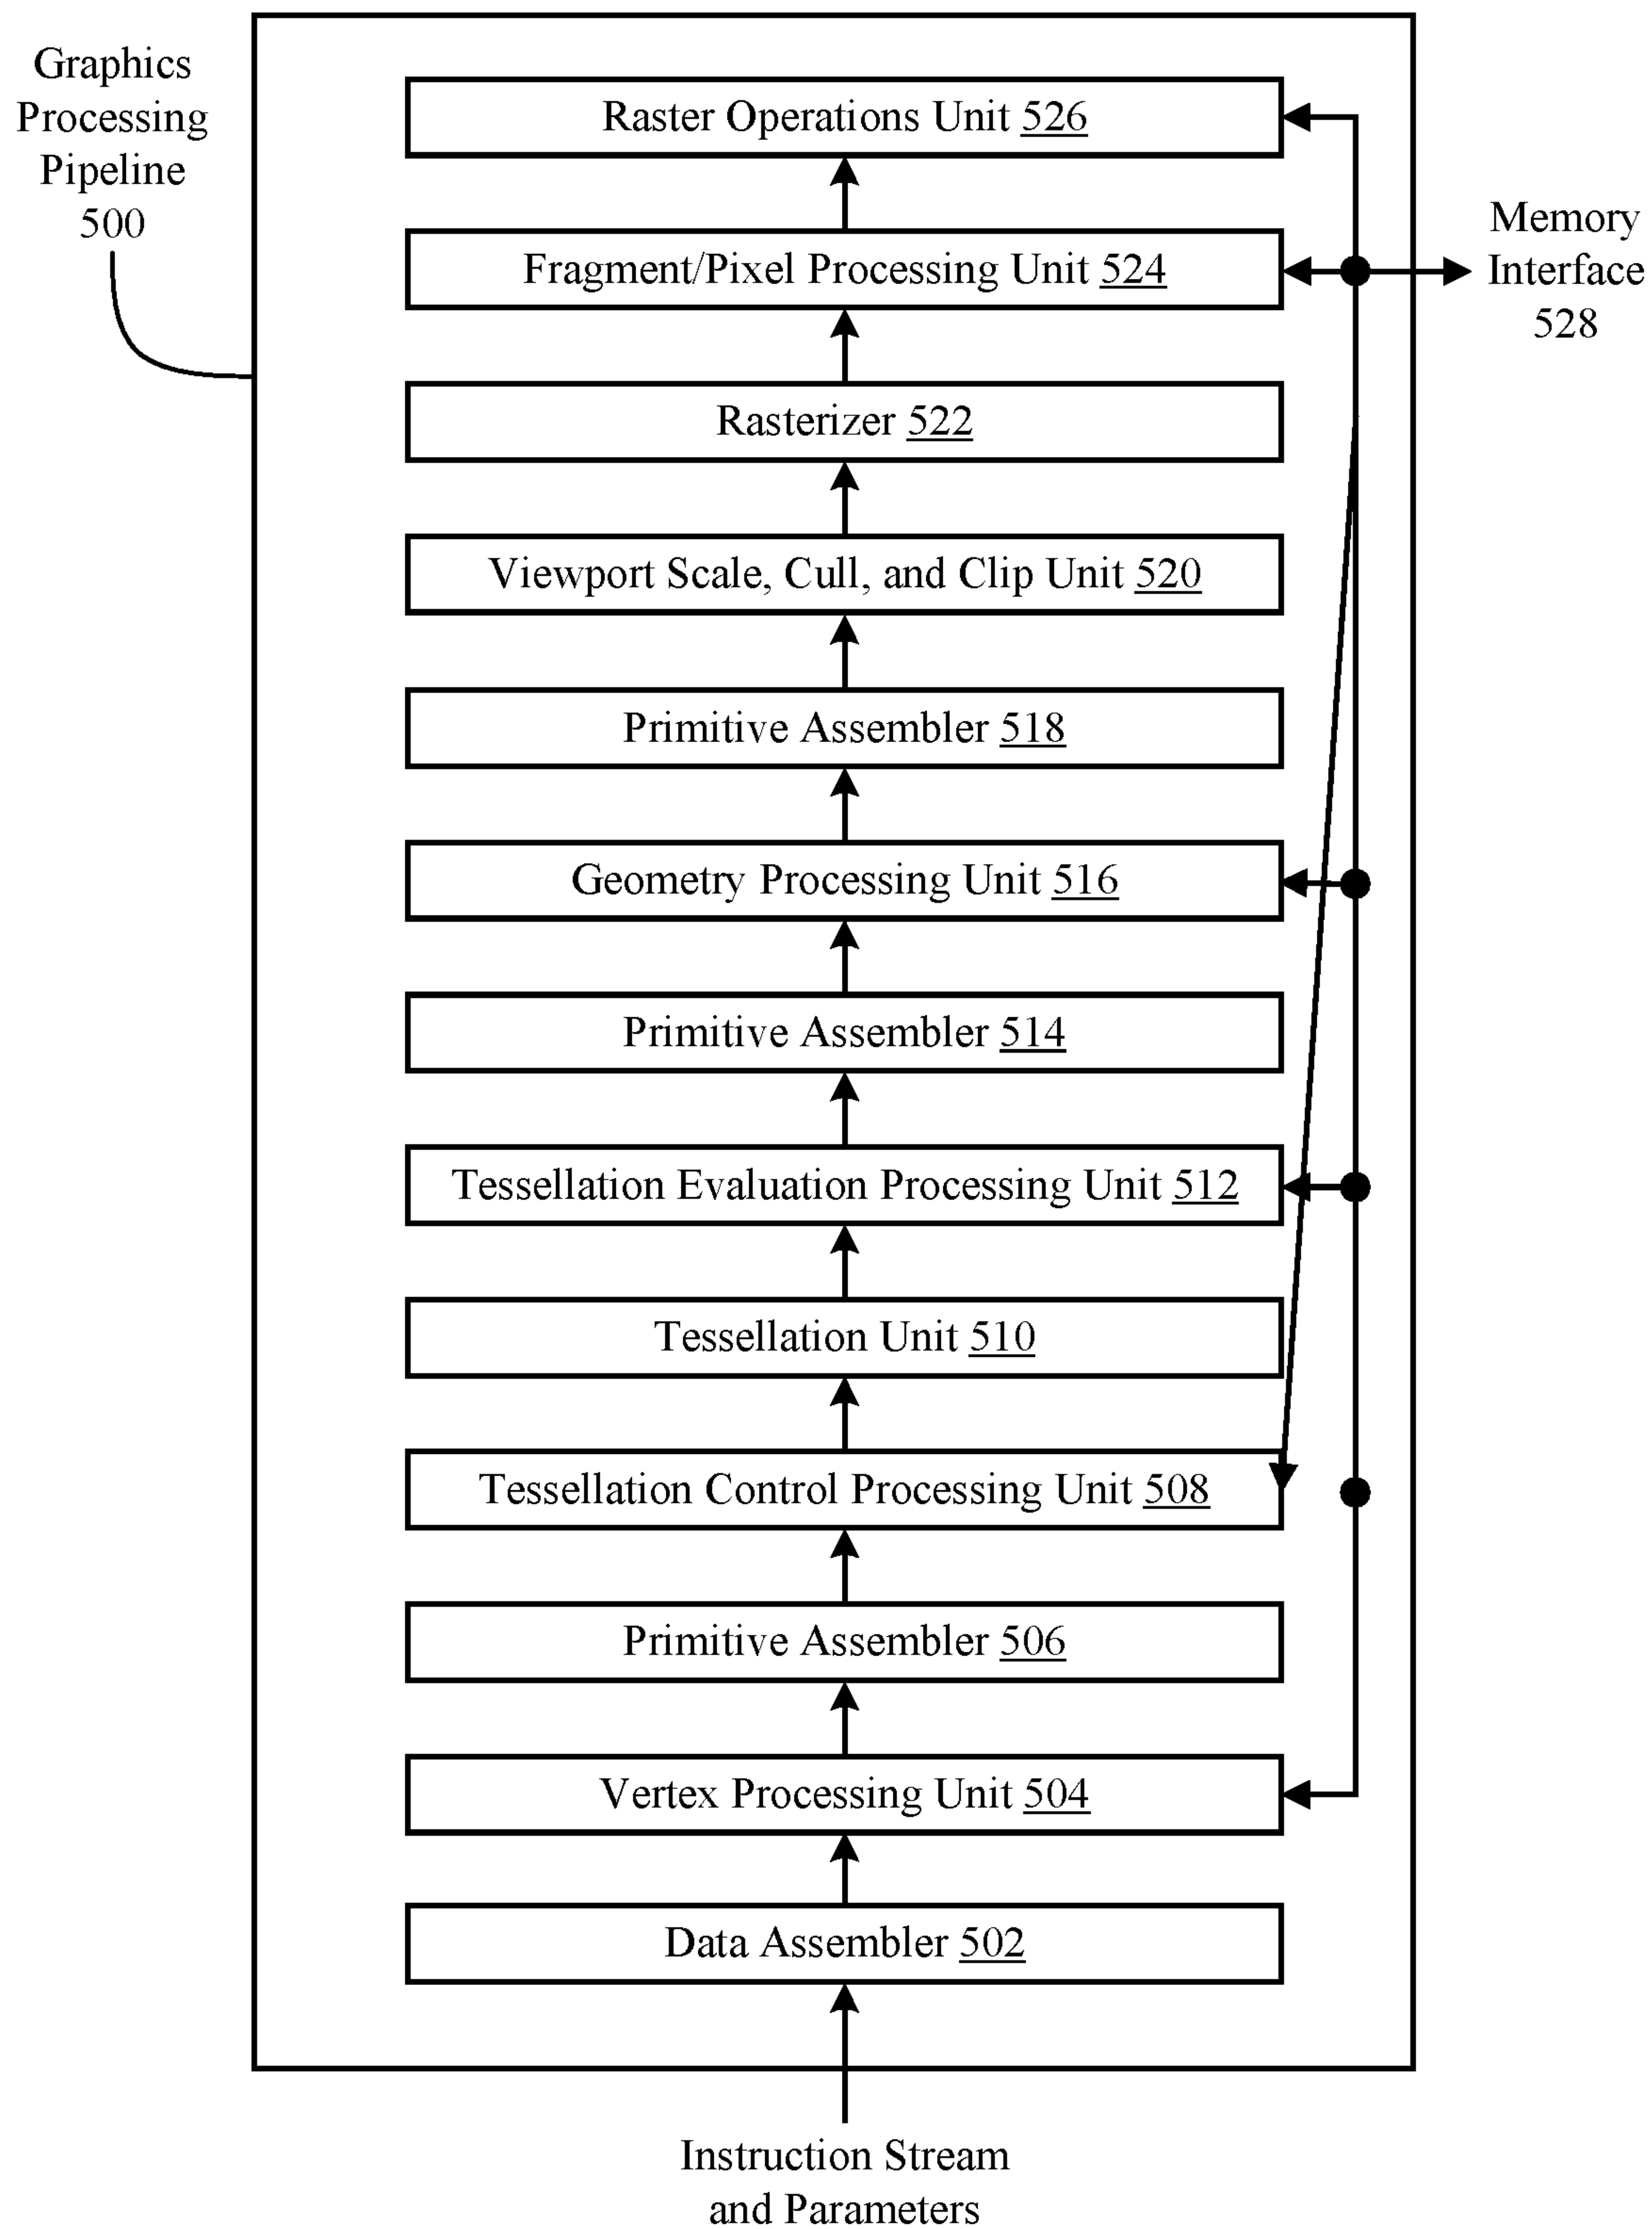 Graphics
Processing
Pipeline
500
Raster Operations Unit 526
Memory
Interface
528
Fragment/Pixel Processing Unit 524
Rasterizer 522
Viewport Scale, Cull, and Clip Unit 520
Primitive Assembler 518
Geometry Processing Unit 516
Primitive Assembler 514
Tessellation Evaluation Processing Unit 512
Tessellation Unit 510
Tessellation Control Processing Unit 508
Primitive Assembler 506
Vertex Processing Unit 504
Data Assembler 502
Instruction Stream
and Parameters